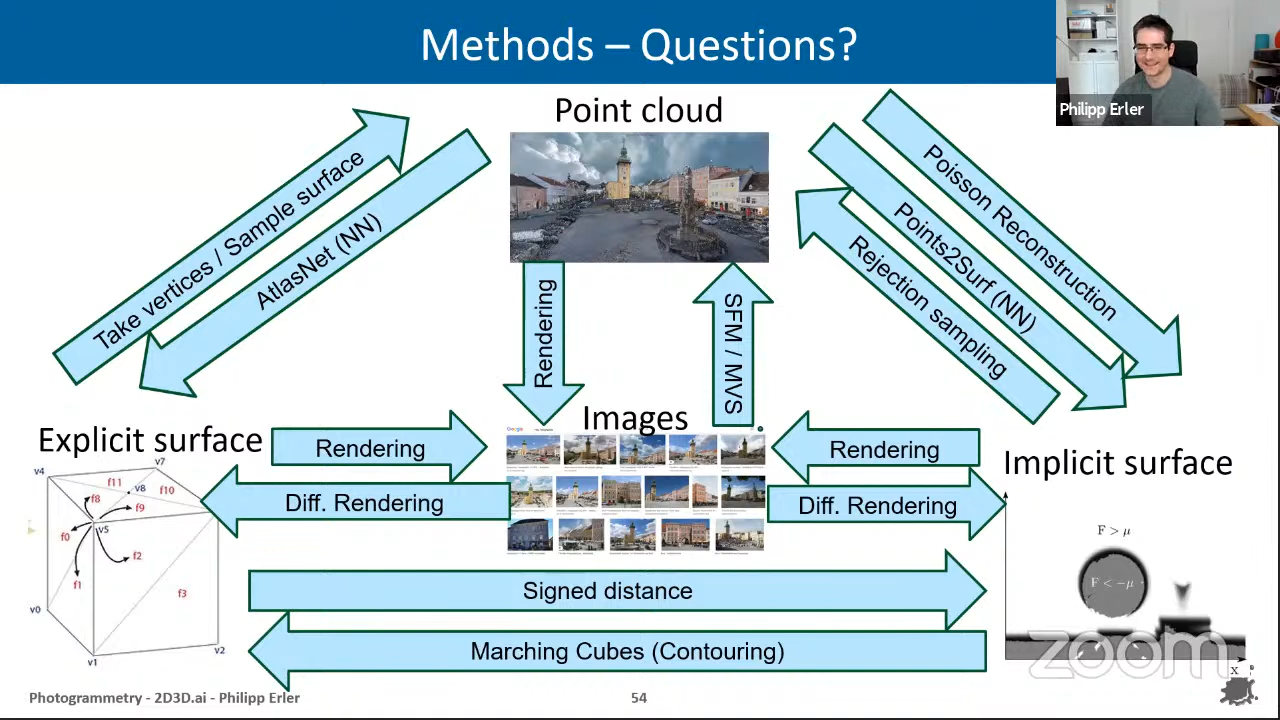 Methods – Questions?
Philipp Erler
Point cloud
Take vertices / Sample surface
AtlasNet (NN)
Poisson Reconstruction
Points2Surf (NN)
Rejection sampling
Rendering
SFM / MVS
Images
Google
Explicit surface
Rendering
Rendering
Implicit surface
Diff. Rendering
Diff. Rendering
v4
v7
f11
v8
f10
f8
f9
v5
f0
f2
f1
f3
v0
v1
v2
F > μ
F < −μ
Signed distance
Marching Cubes (Contouring)
zoom
x
Photogrammetry - 2D3D.ai - Philipp Erler
54